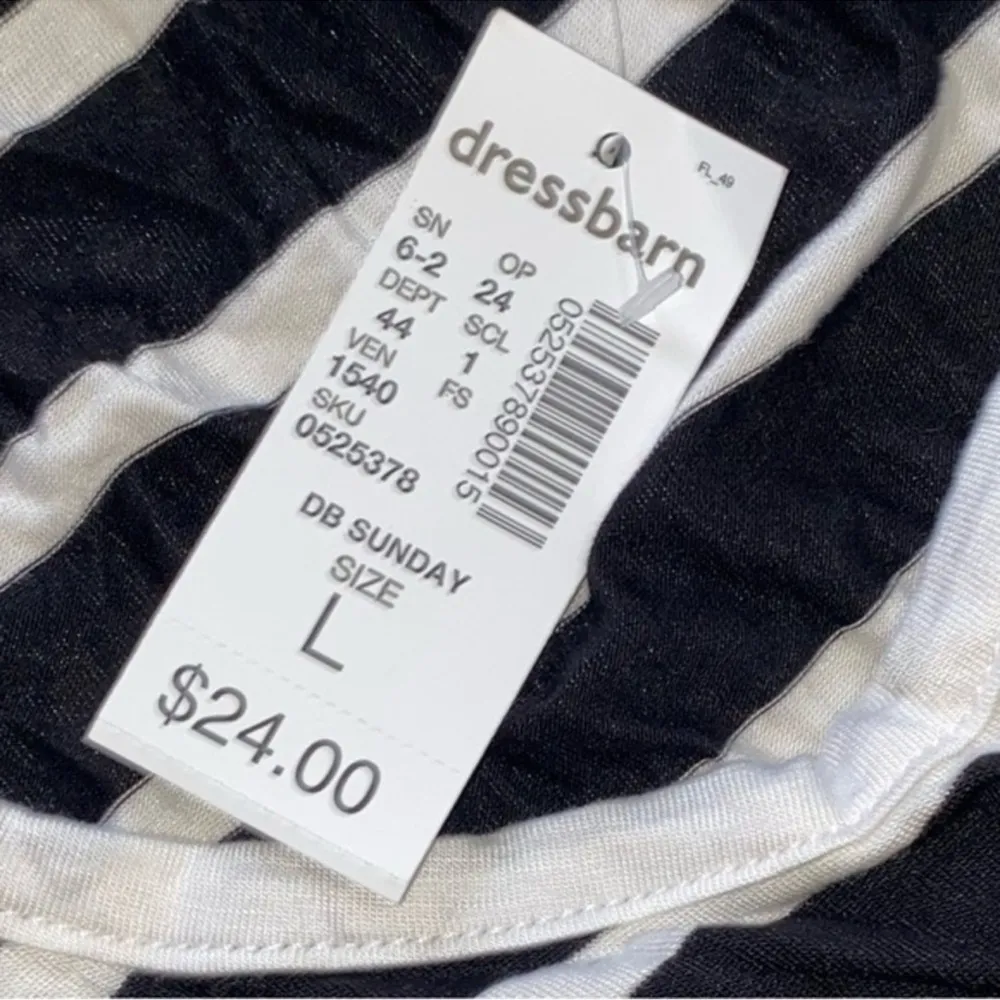 FL_49
dressbarn
SN
6-2
OP
24
DEPT
44
SCL
1
VEN
1540
FS
SKU
0525378
052537890015
DB SUNDAY
SIZE
L
$24.00